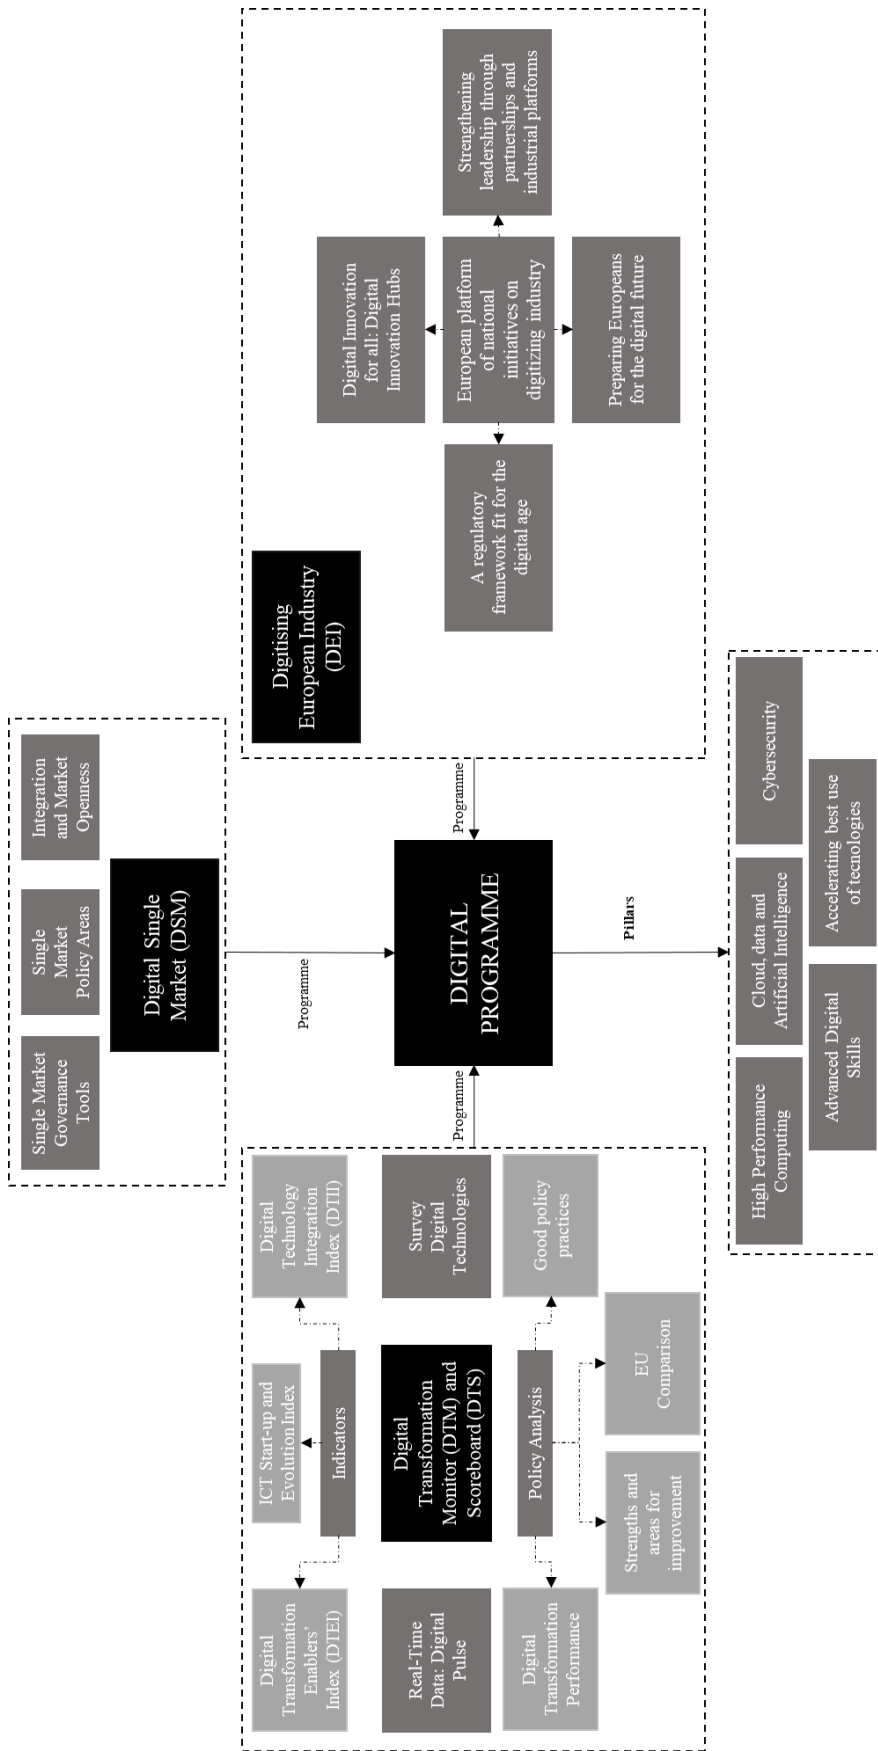 Single Market
Governance
Tools
Single
Market
Policy Areas
Integration
and Market
Openness
Digital Single
Market (DSM)
Programme
Digital
Transformation
Enablers'
Index (DTEI)
ICT Start-up and
Evolution Index
Digital
Technology
Integration
Index (DTII)
Indicators
Real-Time
Data: Digital
Pulse
Digital
Transformation
Monitor (DTM) and
Scoreboard (DTS)
Survey
Digital
Technologies
Policy Analysis
Digital
Transformation
Performance
Good policy
practices
Strengths and
areas for
improvement
EU
Comparison
Programme
DIGITAL
PROGRAMME
Programme
Digitising
European Industry
(DEI)
Digital Innovation
for all: Digital
Innovation Hubs
A regulatory
framework fit for the
digital age
European platform
of national
initiatives on
digitizing industry
Strengthening
leadership through
partnerships and
industrial platforms
Preparing Europeans
for the digital future
Pillars
High Performance
Computing
Cloud, data and
Artificial Intelligence
Cybersecurity
Advanced Digital
Skills
Accelerating best use
of tecnologies